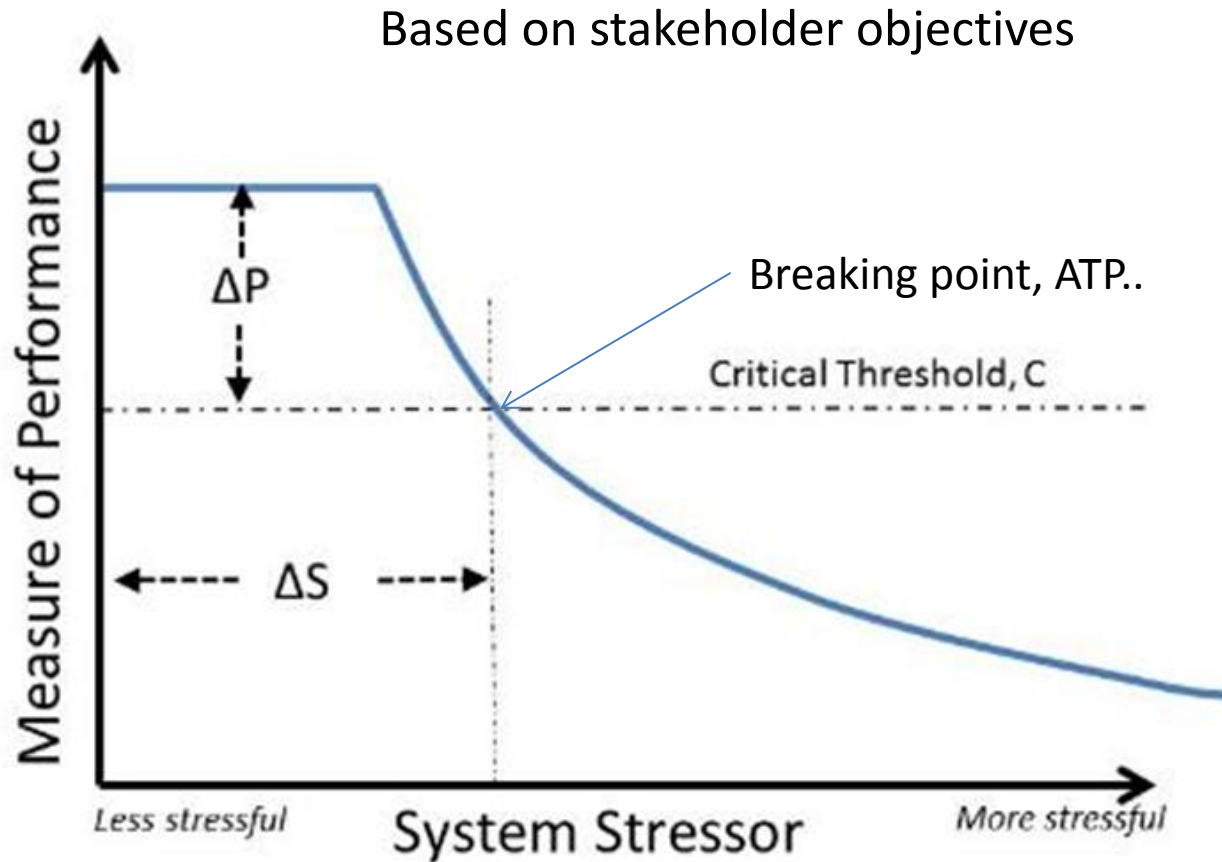 Based on stakeholder objectives
Measure of Performance
ΔP
Breaking point, ATP..
Critical Threshold, C
ΔS
Less stressful
System Stressor
More stressful